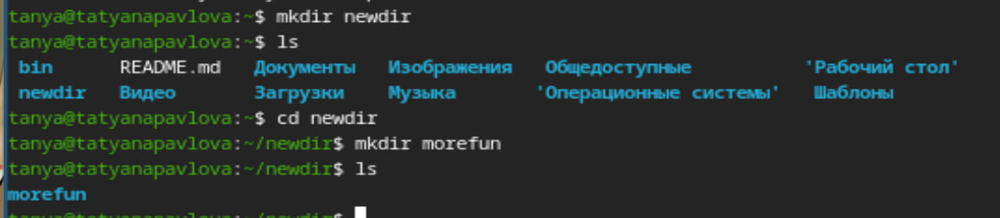 tanya@tatyanapavlova:~$ mkdir newdir
tanya@tatyanapavlova:~$ ls
bin README.md Документы Изображения Общедоступные 'Рабочий стол'
newdir Видео Загрузки Музыка 'Операционные системы' Шаблоны
tanya@tatyanapavlova:~$ cd newdir
tanya@tatyanapavlova:~/newdir$ mkdir morefun
tanya@tatyanapavlova:~/newdir$ ls
morefun
tanya@tatyanapavlova:~/newdir$